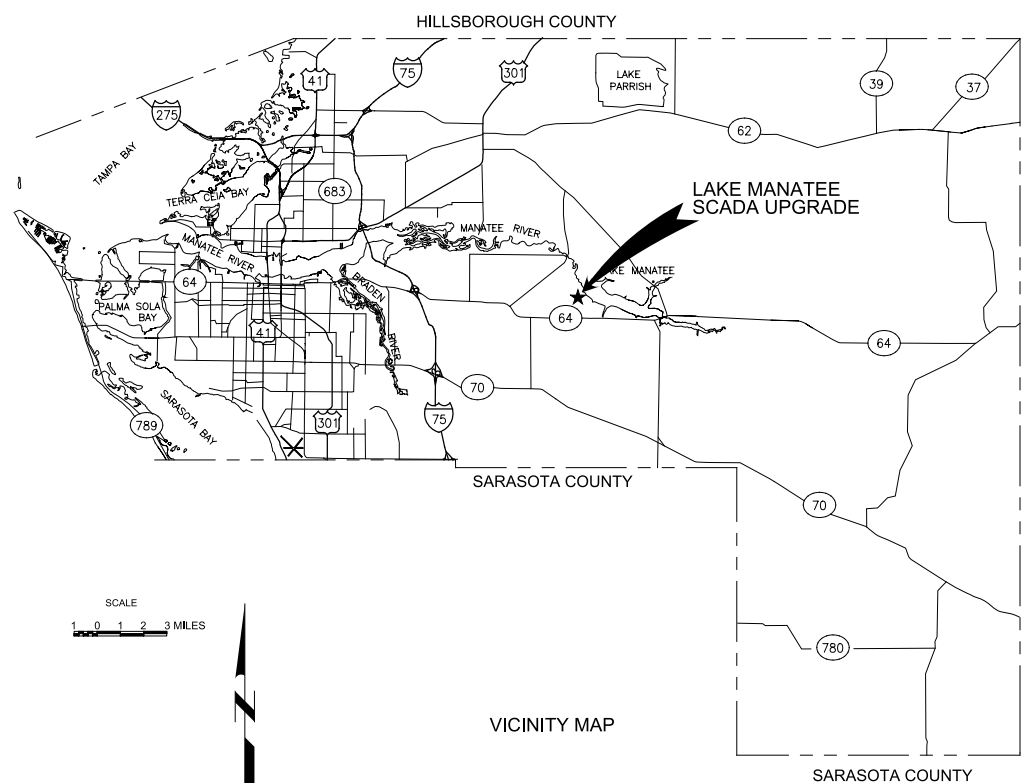 HILLSBOROUGH COUNTY
41
75
301
LAKE
PARRISH
39
37
275
62
TAMPA BAY
683
TERRA CEIA BAY
LAKE MANATEE
SCADA UPGRADE
MANATEE RIVER
MANATEE RIVER
LAKE MANATEE
64
BRADEN
RIVER
PALMA SOLA
BAY
64
41
64
70
SARASOTA BAY
789
301
75
SARASOTA COUNTY
70
SCALE
1 0 1 2 3 MILES
780
VICINITY MAP
SARASOTA COUNTY